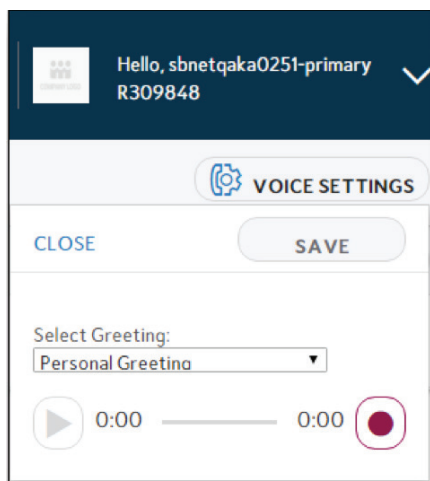 Hello, sbnetqaka0251-primary
R309848
VOICE SETTINGS
CLOSE
SAVE
Select Greeting:
Personal Greeting
0:00
0:00